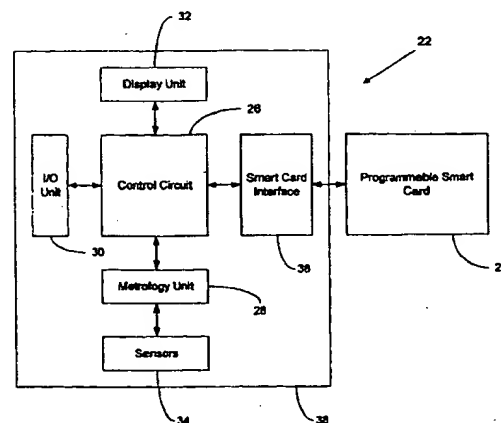 32
22
Display Unit
26
I/O
Unit
Control Circuit
Smart Card
Interface
Programmable Smart
Card
30
36
2
Metrology Unit
28
Sensors
34
38